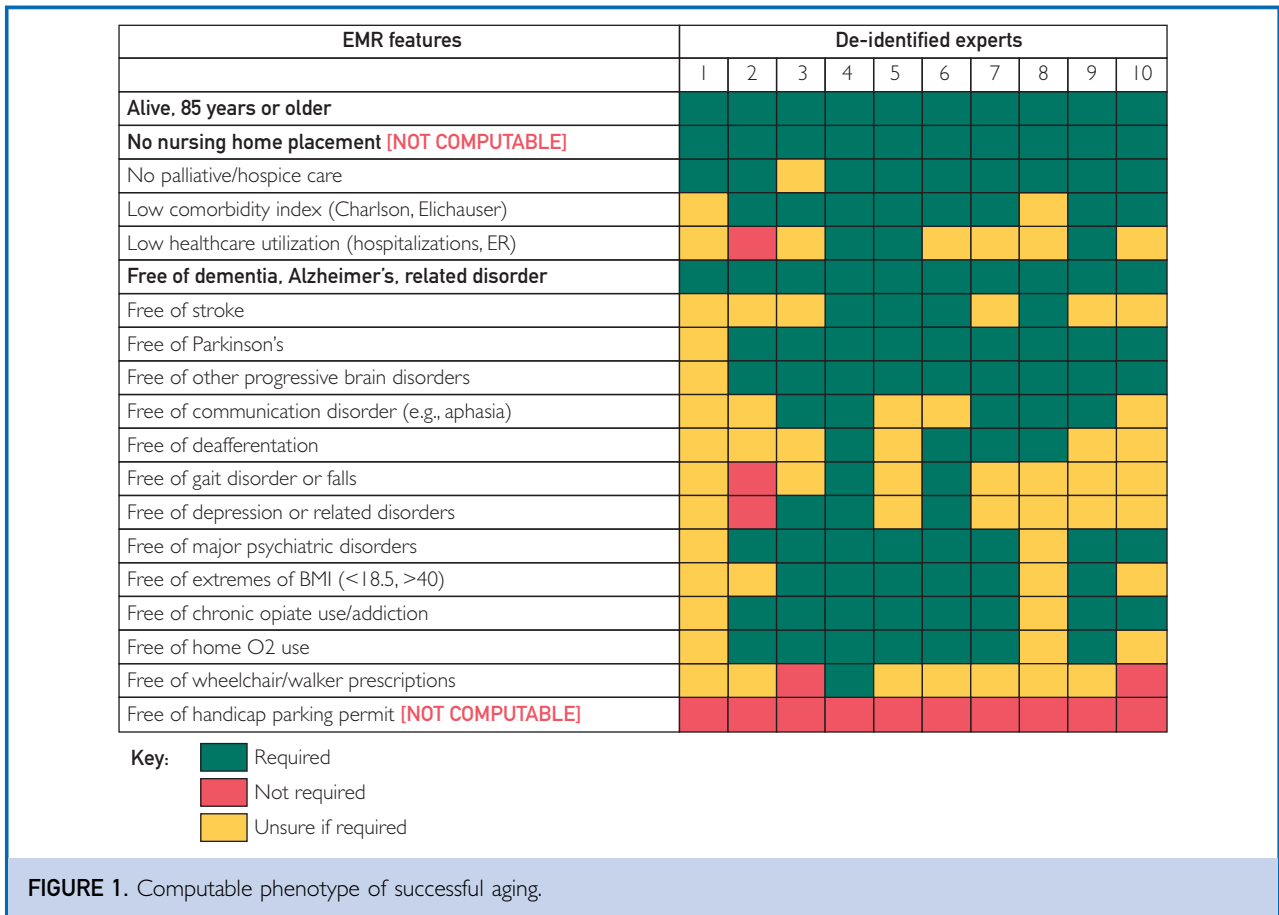 EMR features De-identified experts
1 2 3 4 5 6 7 8 9 10
Alive, 85 years or older
No nursing home placement [NOT COMPUTABLE]
No palliative/hospice care
Low comorbidity index (Charlson, Elichauser)
Low healthcare utilization (hospitalizations, ER)
Free of dementia, Alzheimer's, related disorder
Free of stroke
Free of Parkinson's
Free of other progressive brain disorders
Free of communication disorder (e.g., aphasia)
Free of deafferentation
Free of gait disorder or falls
Free of depression or related disorders
Free of major psychiatric disorders
Free of extremes of BMI (<18.5, >40)
Free of chronic opiate use/addiction
Free of home O2 use
Free of wheelchair/walker prescriptions
Free of handicap parking permit [NOT COMPUTABLE]
Key: Required
Not required
Unsure if required
FIGURE 1. Computable phenotype of successful aging.